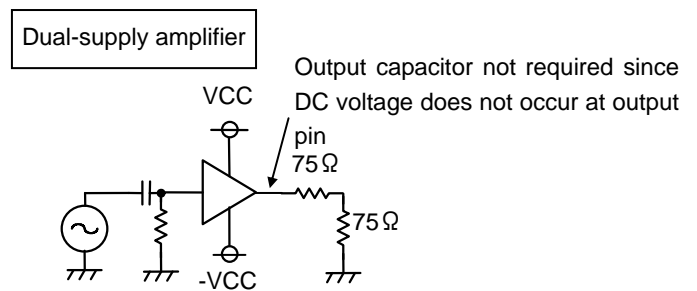 Dual-supply amplifier
Output capacitor not required since
DC voltage does not occur at output
pin
VCC
75Ω
75Ω
-VCC